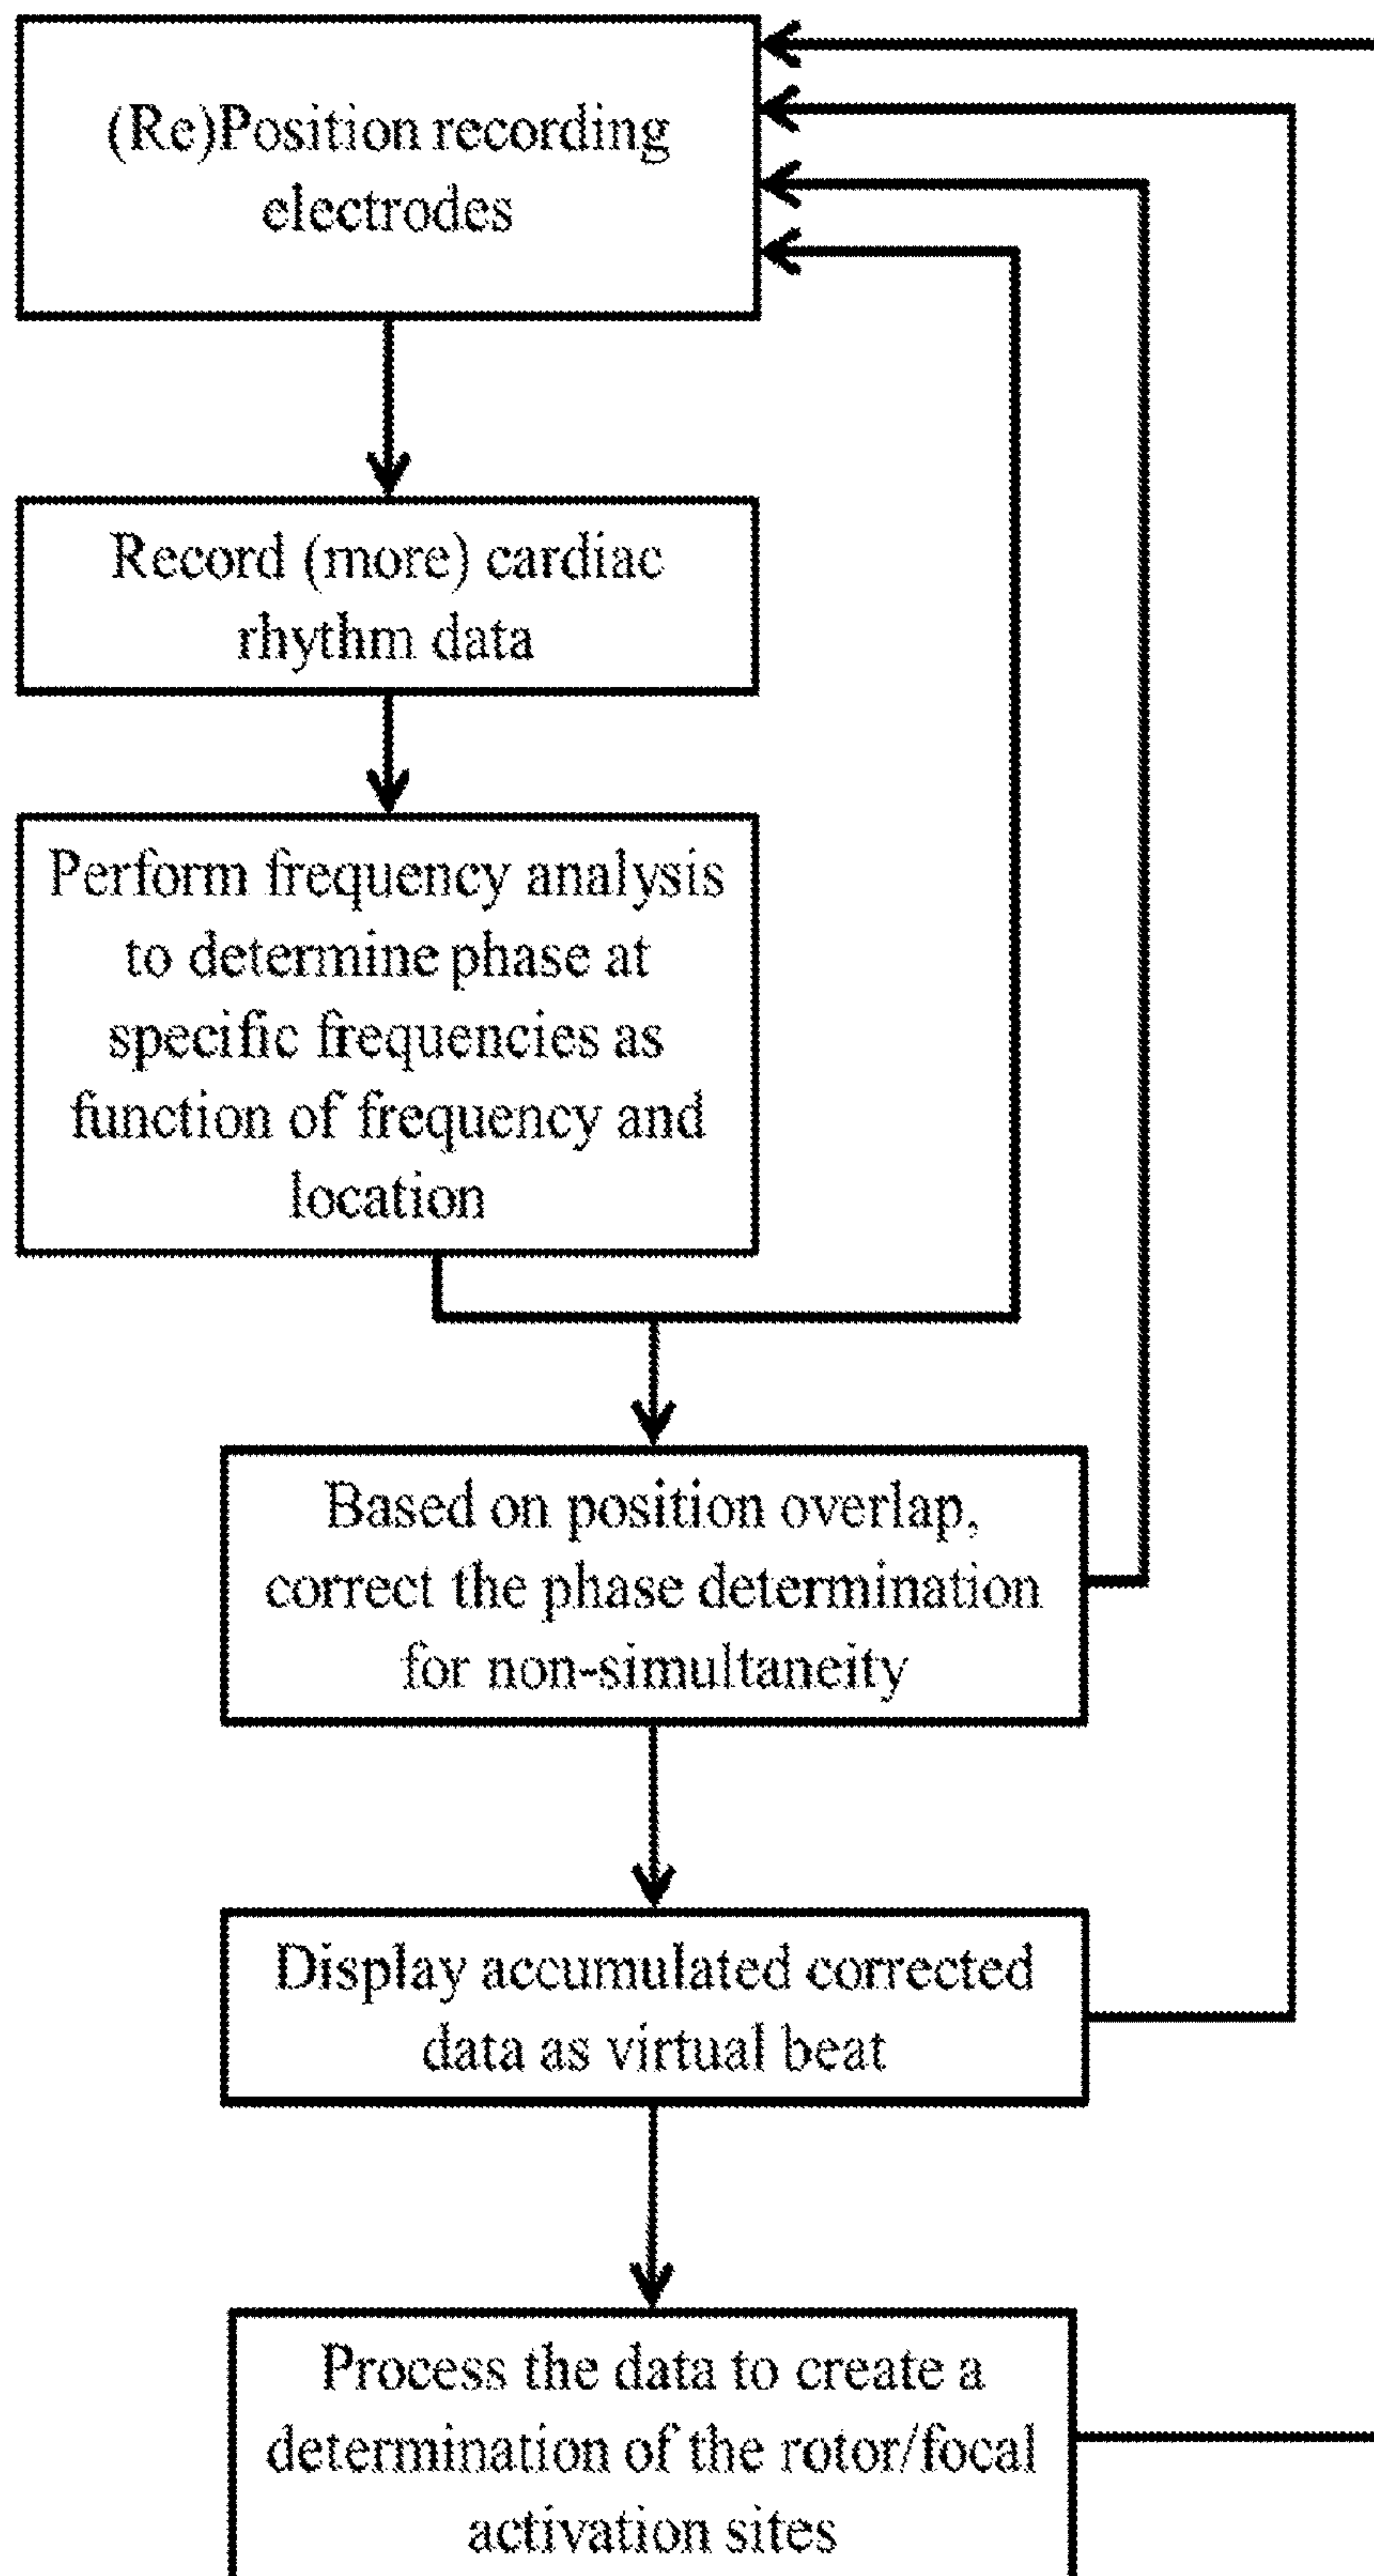 (Re)Position recording
electrodes
Record (more) cardiac
rhythm data
Perform frequency analysis
to determine phase at
specific frequencies as
function of frequency and
location
Based on position overlap,
correct the phase determination
for non-simultaneity
Display accumulated corrected
data as virtual beat
Process the data to create a
determination of the rotor/focal
activation sites